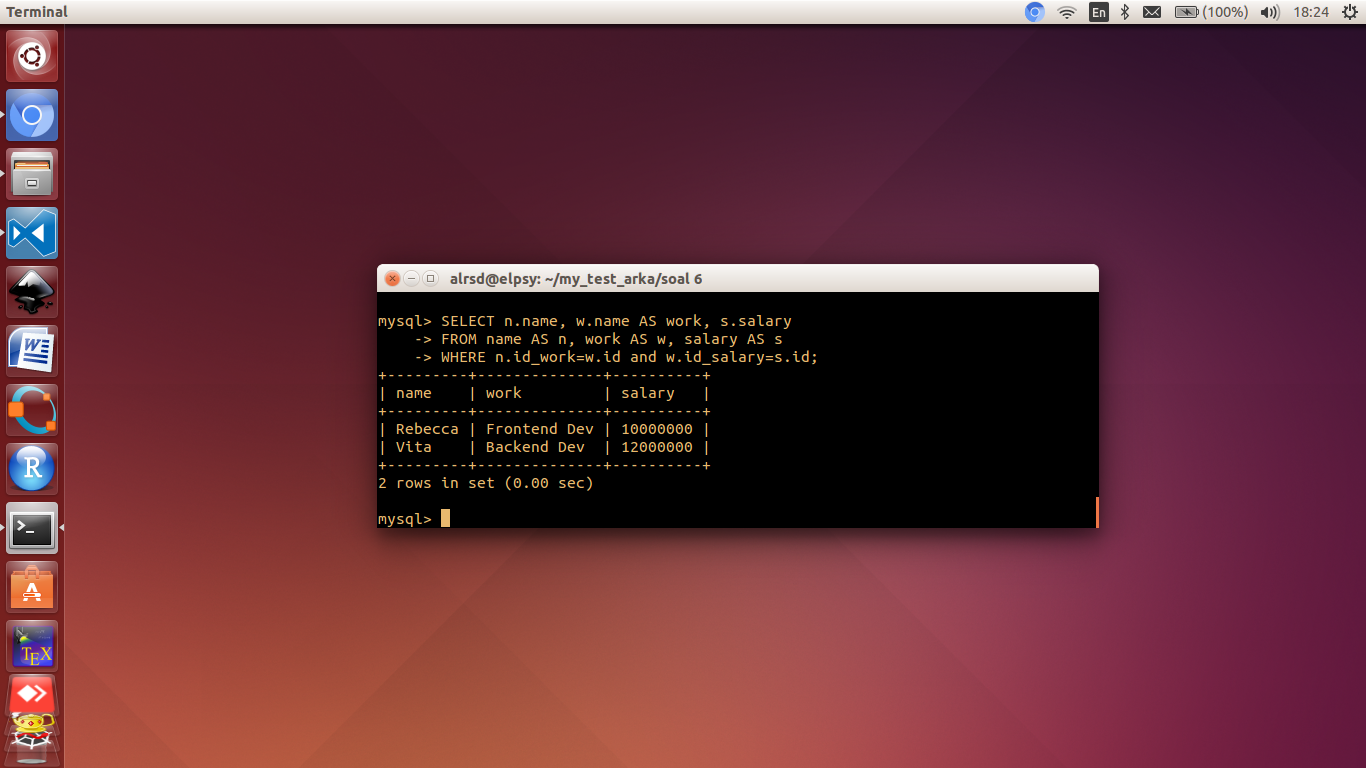 Terminal
En
(100%)
18:24
alrsd@elpsy: ~/my_test_arka/soal 6
mysql> SELECT n.name, w.name AS work, s.salary
    -> FROM name AS n, work AS w, salary AS s
    -> WHERE n.id_work=w.id and w.id_salary=s.id;
+---------+--------------+----------+
| name    | work         | salary   |
+---------+--------------+----------+
| Rebecca | Frontend Dev | 10000000 |
| Vita    | Backend Dev  | 12000000 |
+---------+--------------+----------+
2 rows in set (0.00 sec)
mysql>
W
R
>_
A
TEX